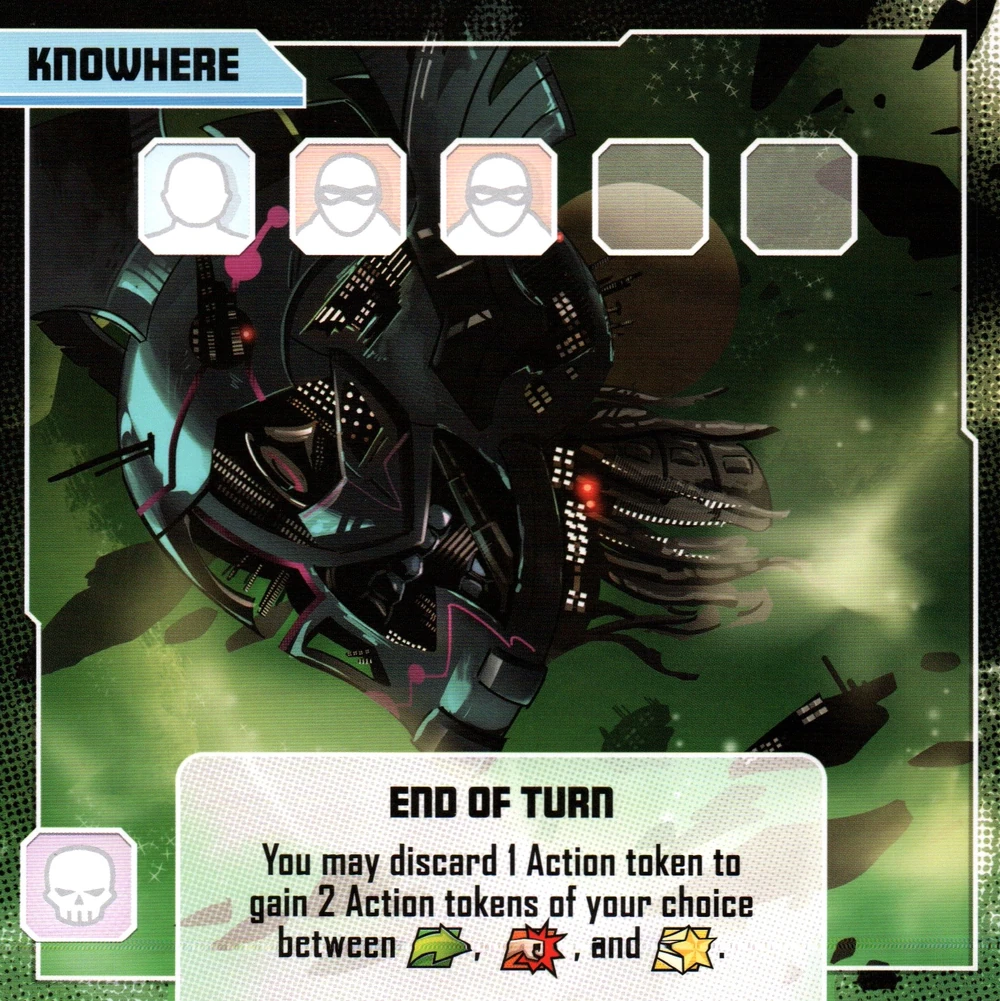 KNOWHERE
END OF TURN
You may discard 1 Action token to
gain 2 Action tokens of your choice
between , , and .